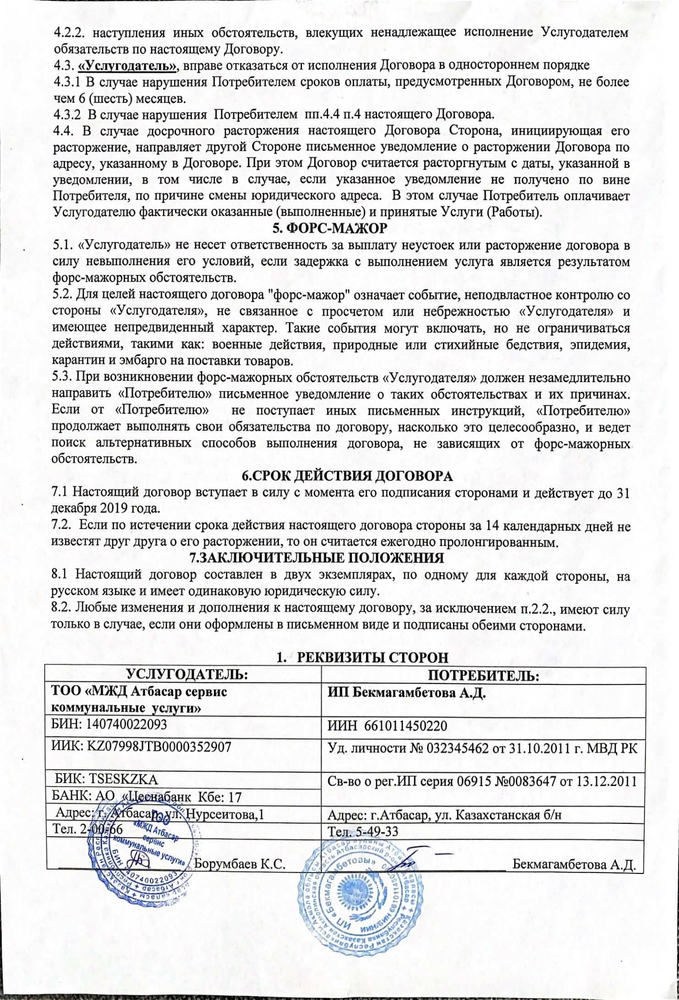 4.2.2. наступления иных обстоятельств, влекущих ненадлежащее исполнение Услугодателем
обязательств по настоящему Договору.
4.3. «Услугодатель», вправе отказаться от исполнения Договора в одностороннем порядке
4.3.1 В случае нарушения Потребителем сроков оплаты, предусмотренных Договором, не более
чем 6 (шесть) месяцев.
4.3.2 В случае нарушения Потребителем пп.4.4 п.4 настоящего Договора.
4.4. В случае досрочного расторжения настоящего Договора Сторона, инициирующая его
расторжение, направляет другой Стороне письменное уведомление о расторжении Договора по
адресу, указанному в Договоре. При этом Договор считается расторгнутым с даты, указанной в
уведомлении, в том числе в случае, если указанное уведомление не получено по вине
Потребителя, по причине смены юридического адреса. В этом случае Потребитель оплачивает
Услугодателю фактически оказанные (выполненные) и принятые Услуги (Работы).
5. ФОРС-МАЖОР
5.1. «Услугодатель» не несет ответственность за выплату неустоек или расторжение договора в
силу невыполнения его условий, если задержка с выполнением услуга является результатом
форс-мажорных обстоятельств.
5.2. Для целей настоящего договора "форс-мажор" означает событие, неподвластное контролю со
стороны «Услугодателя», не связанное с просчетом или небрежностью «Услугодателя» и
имеющее непредвиденный характер. Такие события могут включать, но не ограничиваться
действиями, такими как: военные действия, природные или стихийные бедствия, эпидемия,
карантин и эмбарго на поставки товаров.
5.3. При возникновении форс-мажорных обстоятельств «Услугодателя» должен незамедлительно
направить «Потребителю» письменное уведомление о таких обстоятельствах и их причинах.
Если от «Потребителю» не поступает иных письменных инструкций, «Потребителю»
продолжает выполнять свои обязательства по договору, насколько это целесообразно, и ведет
поиск альтернативных способов выполнения договора, не зависящих от форс-мажорных
обстоятельств.
6.СРОК ДЕЙСТВИЯ ДОГОВОРА
7.1 Настоящий договор вступает в силу с момента его подписания сторонами и действует до 31
декабря 2019 года.
7.2. Если по истечении срока действия настоящего договора стороны за 14 календарных дней не
известят друг друга о его расторжении, то он считается ежегодно пролонгированным.
7.ЗАКЛЮЧИТЕЛЬНЫЕ ПОЛОЖЕНИЯ
8.1 Настоящий договор составлен в двух экземплярах, по одному для каждой стороны, на
русском языке и имеет одинаковую юридическую силу.
8.2. Любые изменения и дополнения к настоящему договору, за исключением п.2.2., имеют силу
только в случае, если они оформлены в письменном виде и подписаны обеими сторонами.
1. РЕКВИЗИТЫ СТОРОН
УСЛУГОДАТЕЛЬ: ПОТРЕБИТЕЛЬ:
ТОО «МЖД Атбасар сервис ИП Бекмагамбетова А.Д.
коммунальные услуги»
БИН: 140740022093 ИИН 661011450220
ИИК: KZ07998JTB0000352907 Уд. личности № 032345462 от 31.10.2011 г. МВД РК
БИК: TSESKZKA Св-во о рег.ИП серия 06915 №0083647 от 13.12.2011
БАНК: АО «Цеснабанк Кбе: 17
Адрес: г. Атбасар, ул. Нурсеитова,1 Адрес: г.Атбасар, ул. Казахстанская б/н
Тел. 2-00-66 Тел. 5-49-33
Борумбаев К.С. Бекмагамбетова А.Д.
ТОО
«МЖД Атбасар
сервис
коммунальные услуги»
БИН 140740022093
ИП «Бекмагамбетовы»